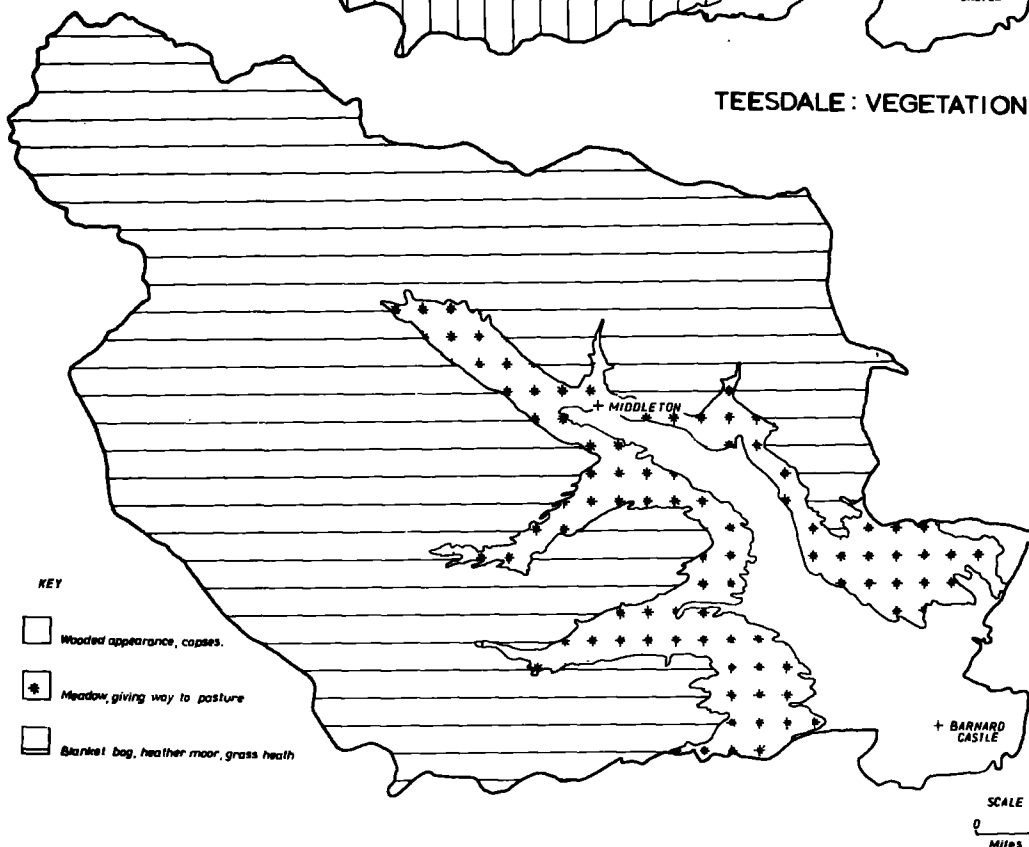 TEESDALE : VEGETATION
+ MIDDLETON
KEY
Wooded appearance, copses.
Meadow, giving way to pasture
Blanket bog, heather moor, grass heath
+ BARNARD
CASTLE
SCALE
0
Miles